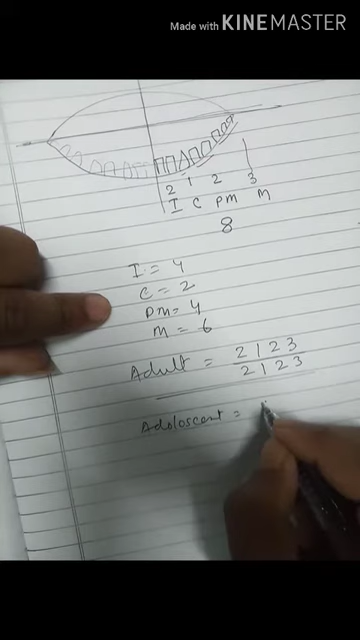 Made with KINEMASTER
2 1 2 3
I C PM M
8
I = 4
C = 2
PM = 4
M = 6
Adult = 2 1 2 3
2 1 2 3
Adoloscent =